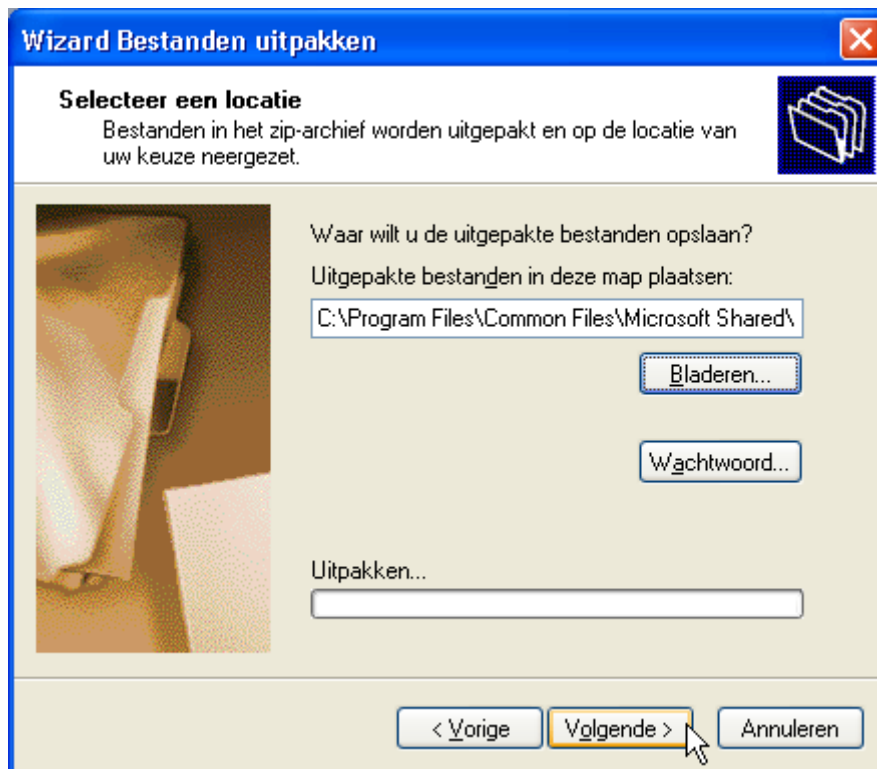 Wizard Bestanden uitpakken
Selecteer een locatie
Bestanden in het zip-archief worden uitgepakt en op de locatie van
uw keuze neergezet.
Waar wilt u de uitgepakte bestanden opslaan?
Uitgepakte bestanden in deze map plaatsen:
C:\Program Files\Common Files\Microsoft Shared\
Bladeren...
Wachtwoord...
Uitpakken...
< Vorige
Volgende >
Annuleren